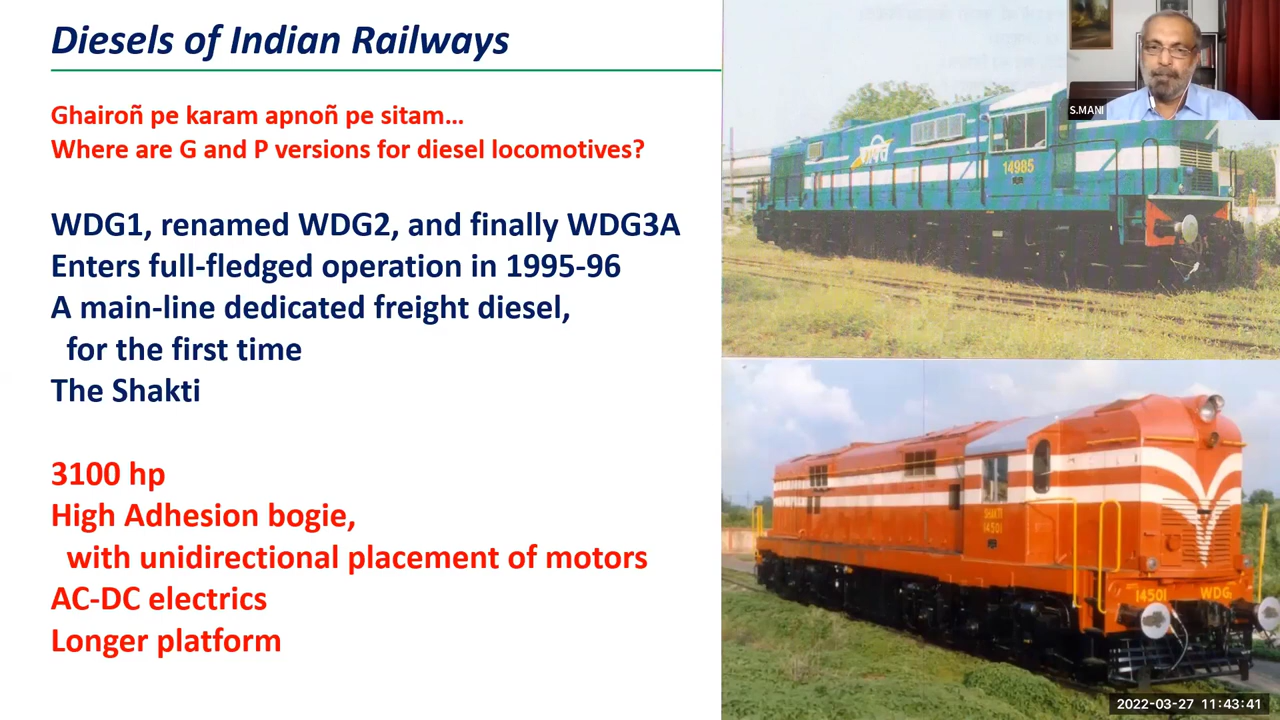 Diesels of Indian Railways
Ghairoñ pe karam apnoñ pe sitam...
Where are G and P versions for diesel locomotives?
WDG1, renamed WDG2, and finally WDG3A
Enters full-fledged operation in 1995-96
A main-line dedicated freight diesel,
for the first time
The Shakti
3100 hp
High Adhesion bogie,
with unidirectional placement of motors
AC-DC electrics
Longer platform
S.MANI
14985
SHAKTI
14501
14501 WDG2
2022-03-27 11:43:41